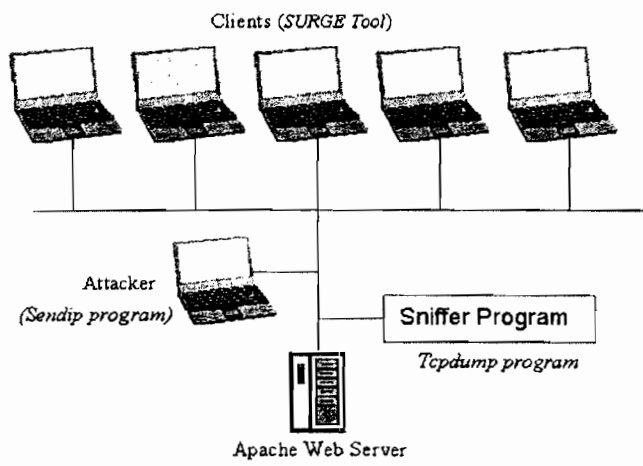 Clients (SURGE Tool)
Attacker
(Sendip program)
Sniffer Program
Tcpdump program
Apache Web Server